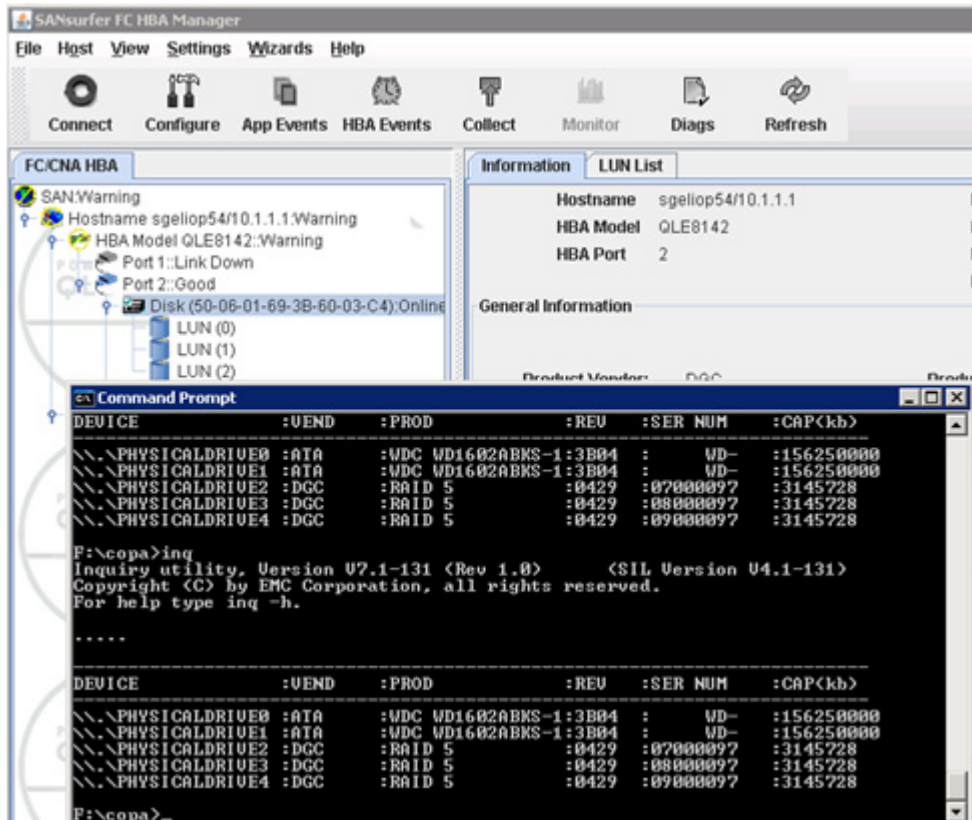 SANsurfer FC HBA Manager
File Host View Settings Wizards Help
Connect Configure App Events HBA Events Collect Monitor Diags Refresh
FC/CNA HBA
SAN:Warning
Hostname sgeliop54/10.1.1.1:Warning
HBA Model QLE8142::Warning
Port 1::Link Down
Port 2::Good
Disk (50-06-01-69-3B-60-03-C4):Online
LUN (0)
LUN (1)
LUN (2)
Information LUN List
Hostname sgeliop54/10.1.1.1
HBA Model QLE8142
HBA Port 2
General Information
Product Vendor: DGC Produ
Command Prompt
DEVICE :VEND :PROD :REV :SER NUM :CAP(kb)
\\.\PHYSICALDRIVE0 :ATA :WDC WD1602ABKS-1:3B04 : WD- :156250000
\\.\PHYSICALDRIVE1 :ATA :WDC WD1602ABKS-1:3B04 : WD- :156250000
\\.\PHYSICALDRIVE2 :DGC :RAID 5 :0429 :07000097 :3145728
\\.\PHYSICALDRIVE3 :DGC :RAID 5 :0429 :08000097 :3145728
\\.\PHYSICALDRIVE4 :DGC :RAID 5 :0429 :09000097 :3145728
F:\copa>inq
Inquiry utility, Version V7.1-131 (Rev 1.0) (SIL Version V4.1-131)
Copyright (C) by EMC Corporation, all rights reserved.
For help type inq -h.
.....
DEVICE :VEND :PROD :REV :SER NUM :CAP(kb)
\\.\PHYSICALDRIVE0 :ATA :WDC WD1602ABKS-1:3B04 : WD- :156250000
\\.\PHYSICALDRIVE1 :ATA :WDC WD1602ABKS-1:3B04 : WD- :156250000
\\.\PHYSICALDRIVE2 :DGC :RAID 5 :0429 :07000097 :3145728
\\.\PHYSICALDRIVE3 :DGC :RAID 5 :0429 :08000097 :3145728
\\.\PHYSICALDRIVE4 :DGC :RAID 5 :0429 :09000097 :3145728
F:\copa>_